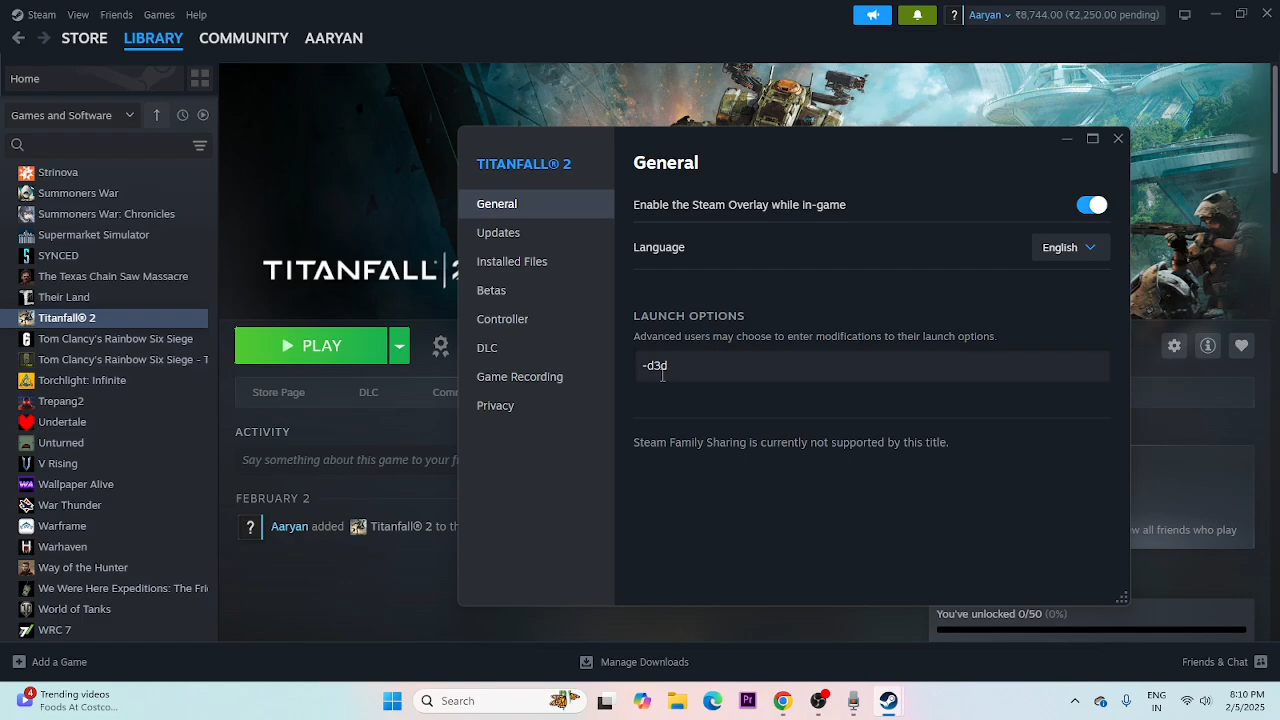 Steam View Friends Games Help
? Aaryan ₹8,744.00 (₹2,250.00 pending)
STORE LIBRARY COMMUNITY AARYAN
Home
Games and Software
Strinova
Summoners War
Summoners War: Chronicles
Supermarket Simulator
SYNCED
The Texas Chain Saw Massacre
Their Land
Titanfall® 2
Tom Clancy's Rainbow Six Siege
Tom Clancy's Rainbow Six Siege - T
Torchlight: Infinite
Trepang2
Undertale
Unturned
V Rising
Wallpaper Alive
War Thunder
Warframe
Warhaven
Way of the Hunter
We Were Here Expeditions: The Fri
World of Tanks
WRC 7
TITANFALL 2
PLAY
Store Page DLC Com
ACTIVITY
Say something about this game to your f
FEBRUARY 2
? Aaryan added Titanfall® 2 to th
TITANFALL® 2
General
Updates
Installed Files
Betas
Controller
DLC
Game Recording
Privacy
General
Enable the Steam Overlay while in-game
Language English
LAUNCH OPTIONS
Advanced users may choose to enter modifications to their launch options.
-d3d
Steam Family Sharing is currently not supported by this title.
w all friends who play
You've unlocked 0/50 (0%)
Add a Game Manage Downloads Friends & Chat
4 Trending videos
Foods At Costco...
Search
Pr
ENG
IN
8:10 PM
2/5/2025